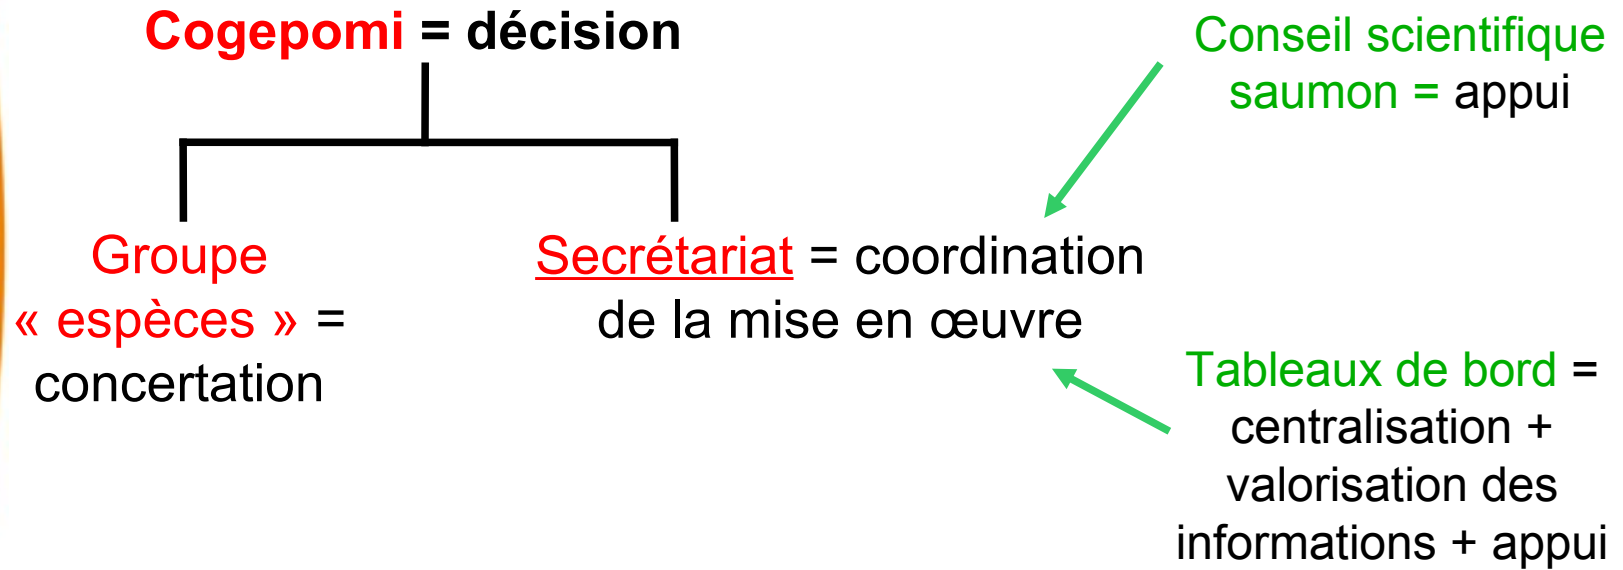 Cogepomi = décision
Conseil scientifique
saumon = appui
Groupe
« espèces » =
concertation
Secrétariat = coordination
de la mise en œuvre
Tableaux de bord =
centralisation +
valorisation des
informations + appui